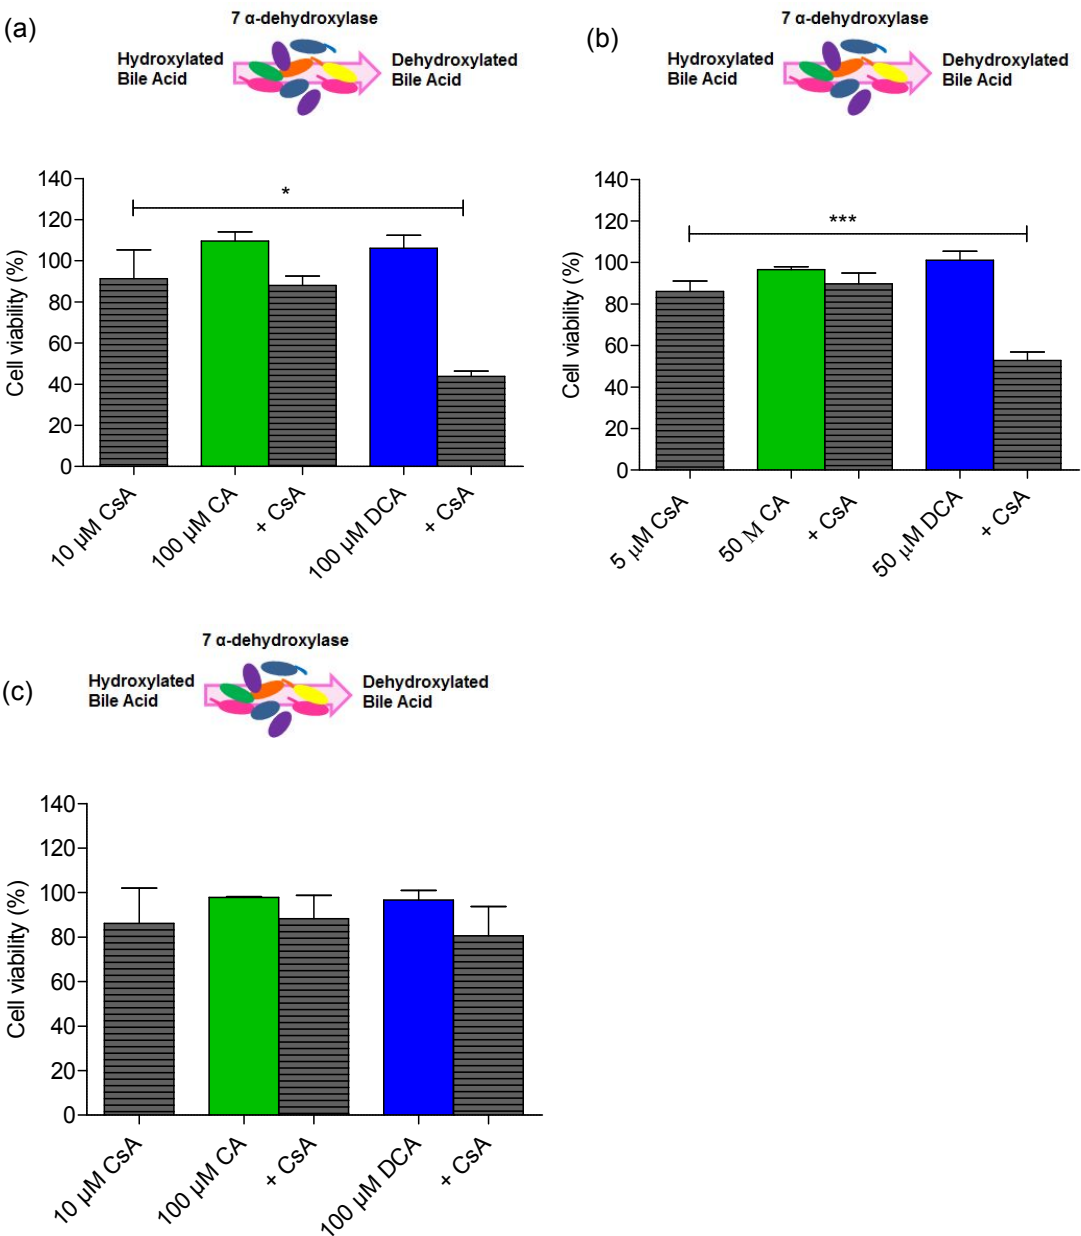 (a)
7 α-dehydroxylase
Hydroxylated
Bile Acid
Dehydroxylated
Bile Acid
Cell viability (%)
140
120
100
80
60
40
20
0
*
10 μM CsA
100 μM CA
+ CsA
100 μM DCA
+ CsA
(b)
7 α-dehydroxylase
Hydroxylated
Bile Acid
Dehydroxylated
Bile Acid
Cell viability (%)
140
120
100
80
60
40
20
0
***
5 μM CsA
50 M CA
+ CsA
50 μM DCA
+ CsA
(c)
7 α-dehydroxylase
Hydroxylated
Bile Acid
Dehydroxylated
Bile Acid
Cell viability (%)
140
120
100
80
60
40
20
0
10 μM CsA
100 μM CA
+ CsA
100 μM DCA
+ CsA